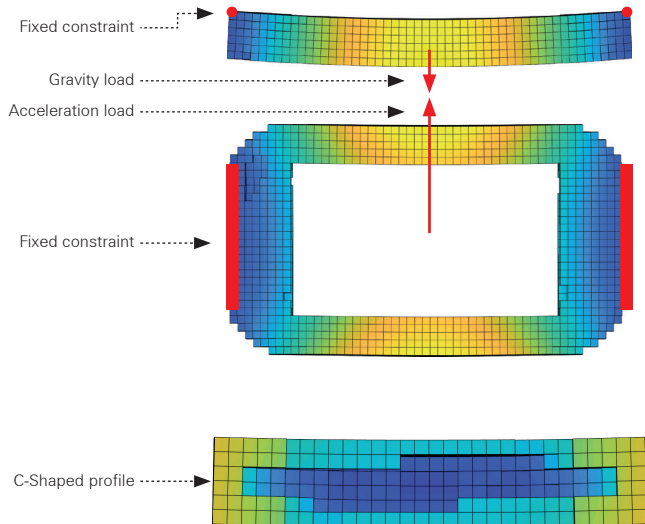 Fixed constraint
Gravity load
Acceleration load
Fixed constraint
C-Shaped profile